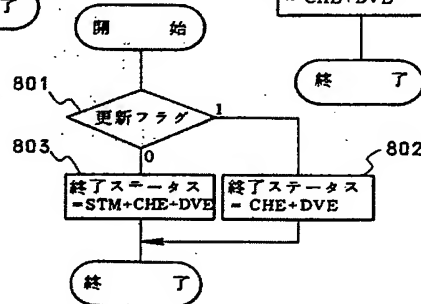 了
= CHE+DVE
終 了
開 始
801
更新フラグ
1
0
803
802
終了ステータス
=STM+CHE+DVE
終了ステータス
= CHE+DVE
終 了